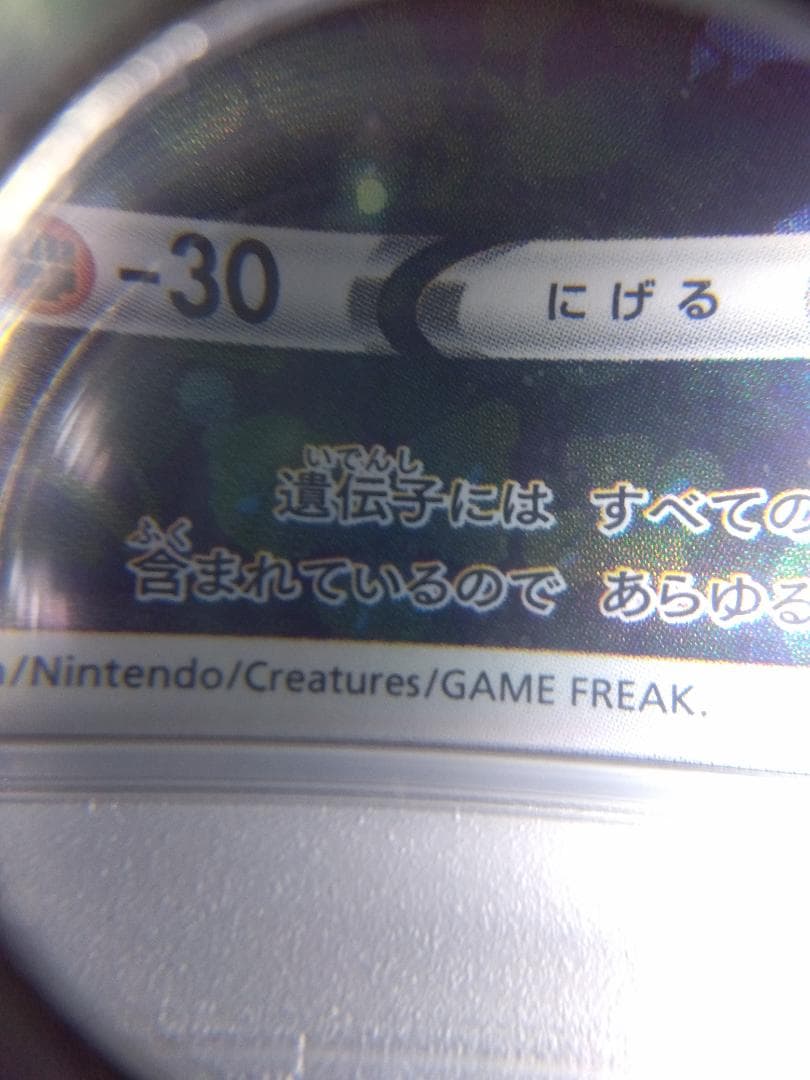 -30 にげる
いでんし
遺伝子には すべての
ふく
含まれているので あらゆる
/Nintendo/Creatures/GAME FREAK.